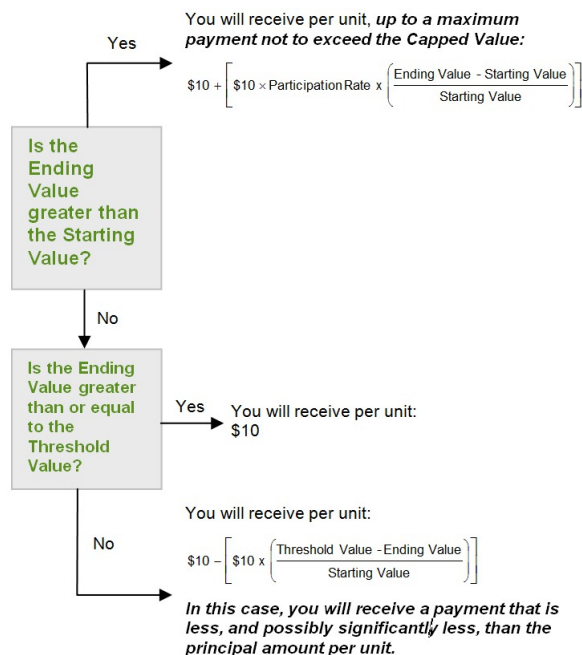 You will receive per unit, up to a maximum
payment not to exceed the Capped Value:
Yes
$10 + [ $10 × Participation Rate x ( Ending Value - Starting Value / Starting Value ) ]
Is the
Ending
Value
greater than
the Starting
Value?
No
Is the Ending
Value greater
than or equal
to the
Threshold
Value?
Yes
You will receive per unit:
$10
You will receive per unit:
No
$10 – [ $10 x ( Threshold Value - Ending Value / Starting Value ) ]
In this case, you will receive a payment that is
less, and possibly significantly less, than the
principal amount per unit.